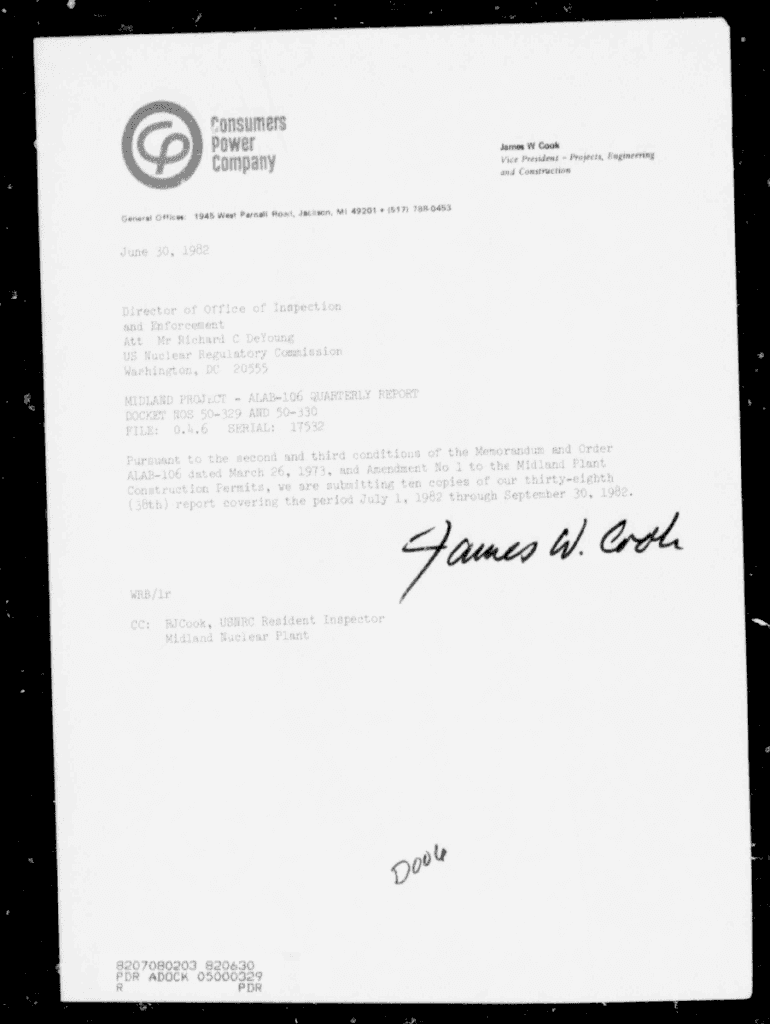 Consumers
Power
Company
James W Cook
Vice President - Projects, Engineering
and Construction
General Offices: 1945 West Parnall Road, Jackson, MI 49201 • (517) 788-0453
June 30, 1982
Director of Office of Inspection
and Enforcement
Att Mr Richard C DeYoung
US Nuclear Regulatory Commission
Washington, DC 20555
MIDLAND PROJECT - ALAB-106 QUARTERLY REPORT
DOCKET NOS 50-329 AND 50-330
FILE: 0.4.6 SERIAL: 17532
Pursuant to the second and third conditions of the Memorandum and Order
ALAB-106 dated March 26, 1973, and Amendment No 1 to the Midland Plant
Construction Permits, we are submitting ten copies of our thirty-eighth
(38th) report covering the period July 1, 1982 through September 30, 1982.
James W. Cook
WRB/lr
CC: BJCook, USNRC Resident Inspector
Midland Nuclear Plant
D006
8207080203 820630
PDR ADOCK 05000329
R PDR